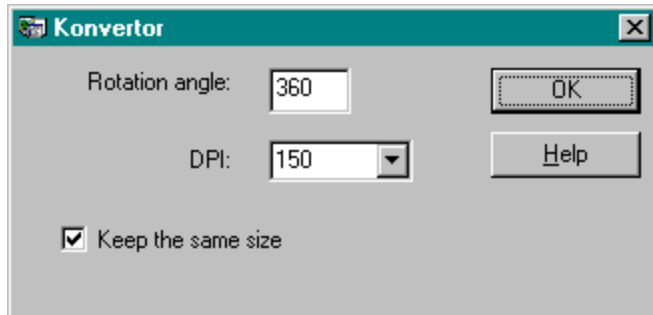 Konvertor
Rotation angle: 360
OK
DPI: 150
Help
Keep the same size